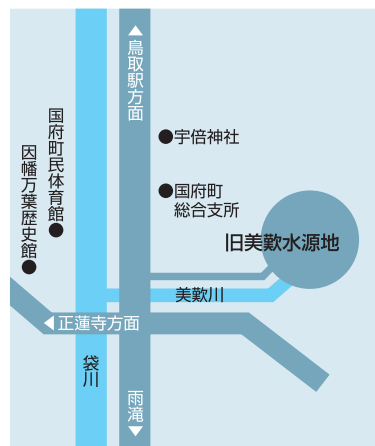 ▲鳥取駅方面
●宇倍神社
国府町民体育館●
因幡万葉歴史館●
●国府町
総合支所
旧美歎水源地
美歎川
◀正蓮寺方面
袋川
雨滝▼